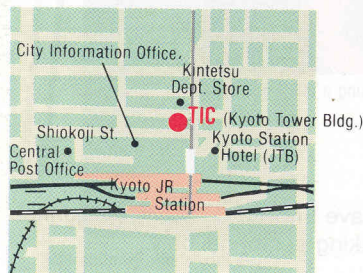 City Information Office.
Kintetsu
Dept. Store
TIC (Kyoto Tower Bldg.)
Shiokoji St.
Kyoto Station
Hotel (JTB)
Central
Post Office
Kyoto JR
Station